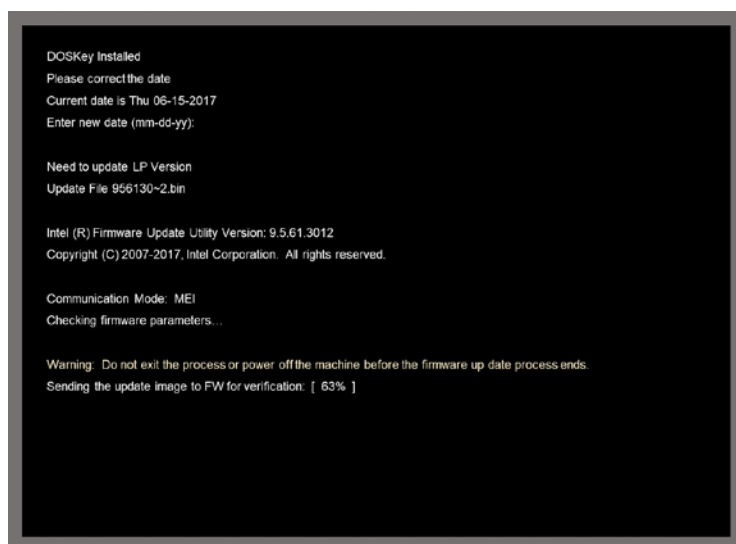 DOSKey Installed
Please correct the date
Current date is Thu 06-15-2017
Enter new date (mm-dd-yy):
Need to update LP Version
Update File 956130~2.bin
Intel (R) Firmware Update Utility Version: 9.5.61.3012
Copyright (C) 2007-2017, Intel Corporation. All rights reserved.
Communication Mode: MEI
Checking firmware parameters...
Warning: Do not exit the process or power off the machine before the firmware up date process ends.
Sending the update image to FW for verification: [ 63% ]